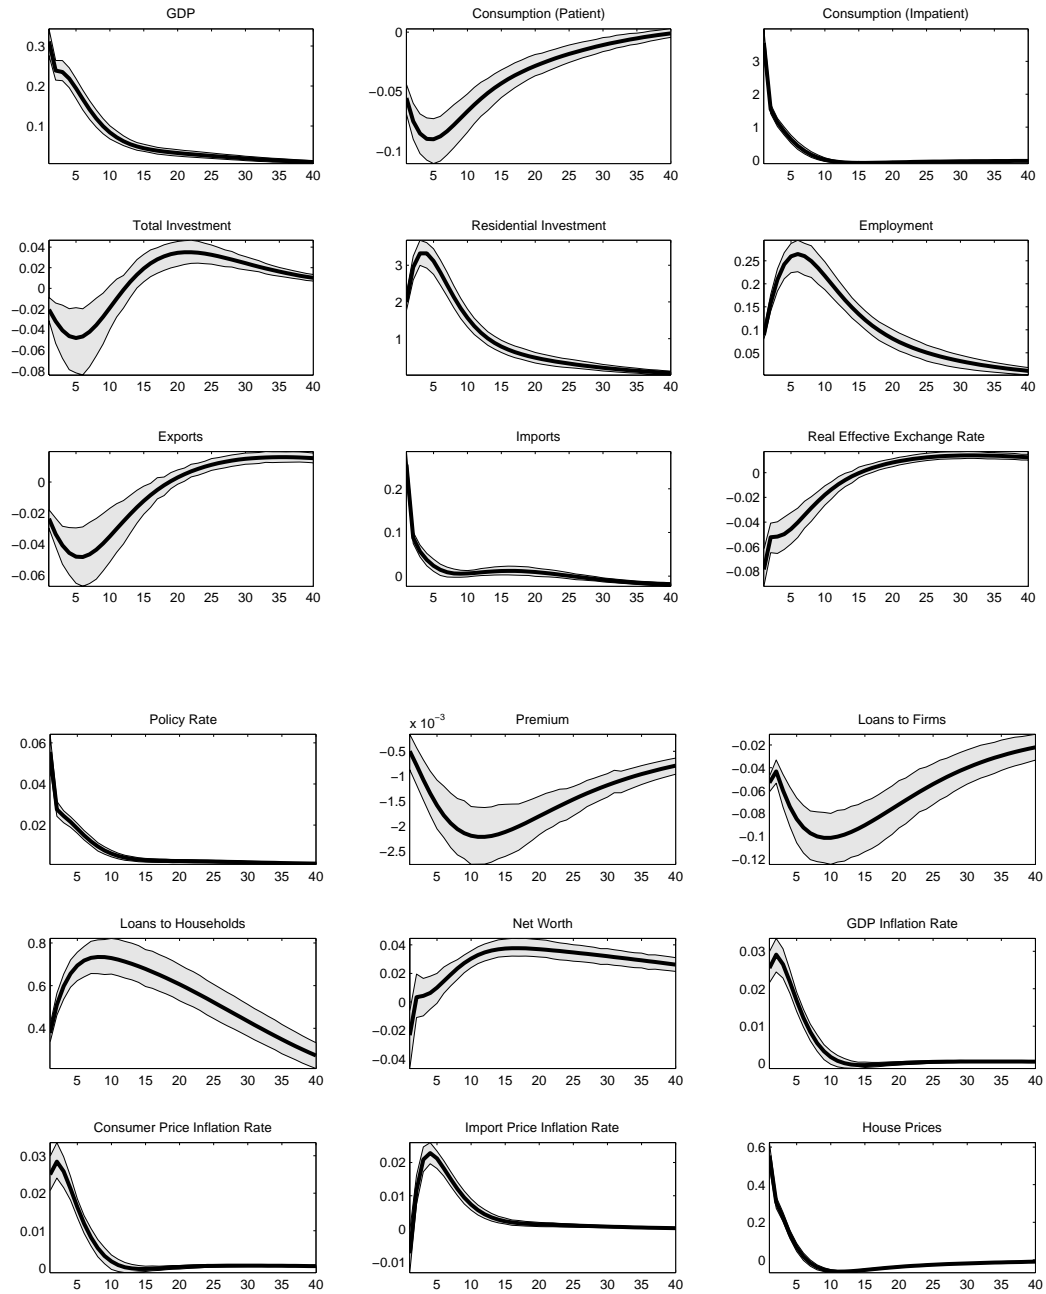 GDP Consumption (Patient) Consumption (Impatient)
0.3 0.2 0.1
0 −0.05 −0.1
3 2 1 0
5 10 15 20 25 30 35 40 5 10 15 20 25 30 35 40 5 10 15 20 25 30 35 40
Total Investment Residential Investment Employment
0.04 0.02 0 −0.02 −0.04 −0.06 −0.08
3 2 1
0.25 0.2 0.15 0.1 0.05
5 10 15 20 25 30 35 40 5 10 15 20 25 30 35 40 5 10 15 20 25 30 35 40
Exports Imports Real Effective Exchange Rate
0 −0.02 −0.04 −0.06
0.2 0.1 0
0 −0.02 −0.04 −0.06 −0.08
5 10 15 20 25 30 35 40 5 10 15 20 25 30 35 40 5 10 15 20 25 30 35 40
Policy Rate x 10⁻³ Premium Loans to Firms
0.06 0.04 0.02
−0.5 −1 −1.5 −2 −2.5
−0.02 −0.04 −0.06 −0.08 −0.1 −0.12
5 10 15 20 25 30 35 40 5 10 15 20 25 30 35 40 5 10 15 20 25 30 35 40
Loans to Households Net Worth GDP Inflation Rate
0.8 0.6 0.4
0.04 0.02 0 −0.02 −0.04
0.03 0.02 0.01 0
5 10 15 20 25 30 35 40 5 10 15 20 25 30 35 40 5 10 15 20 25 30 35 40
Consumer Price Inflation Rate Import Price Inflation Rate House Prices
0.03 0.02 0.01 0
0.02 0.01 0 −0.01
0.6 0.4 0.2 0
5 10 15 20 25 30 35 40 5 10 15 20 25 30 35 40 5 10 15 20 25 30 35 40